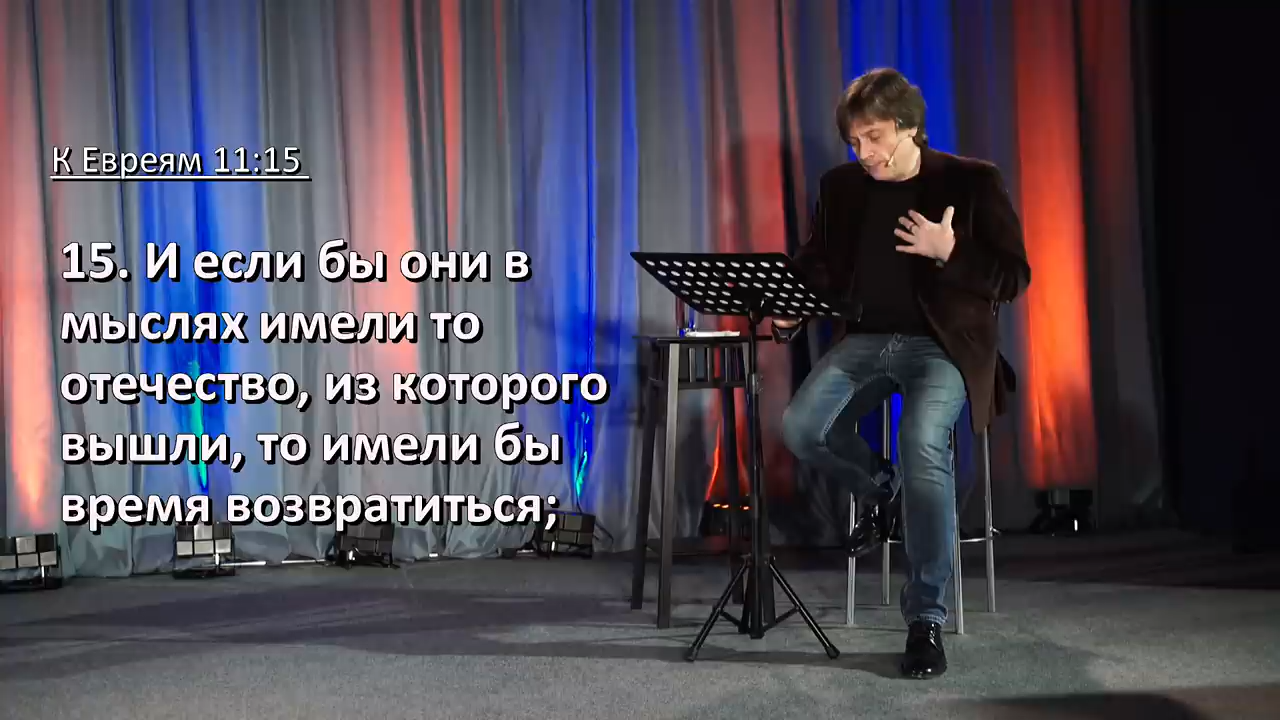 К Евреям 11:15
15. И если бы они в
мыслях имели то
отечество, из которого
вышли, то имели бы
время возвратиться;